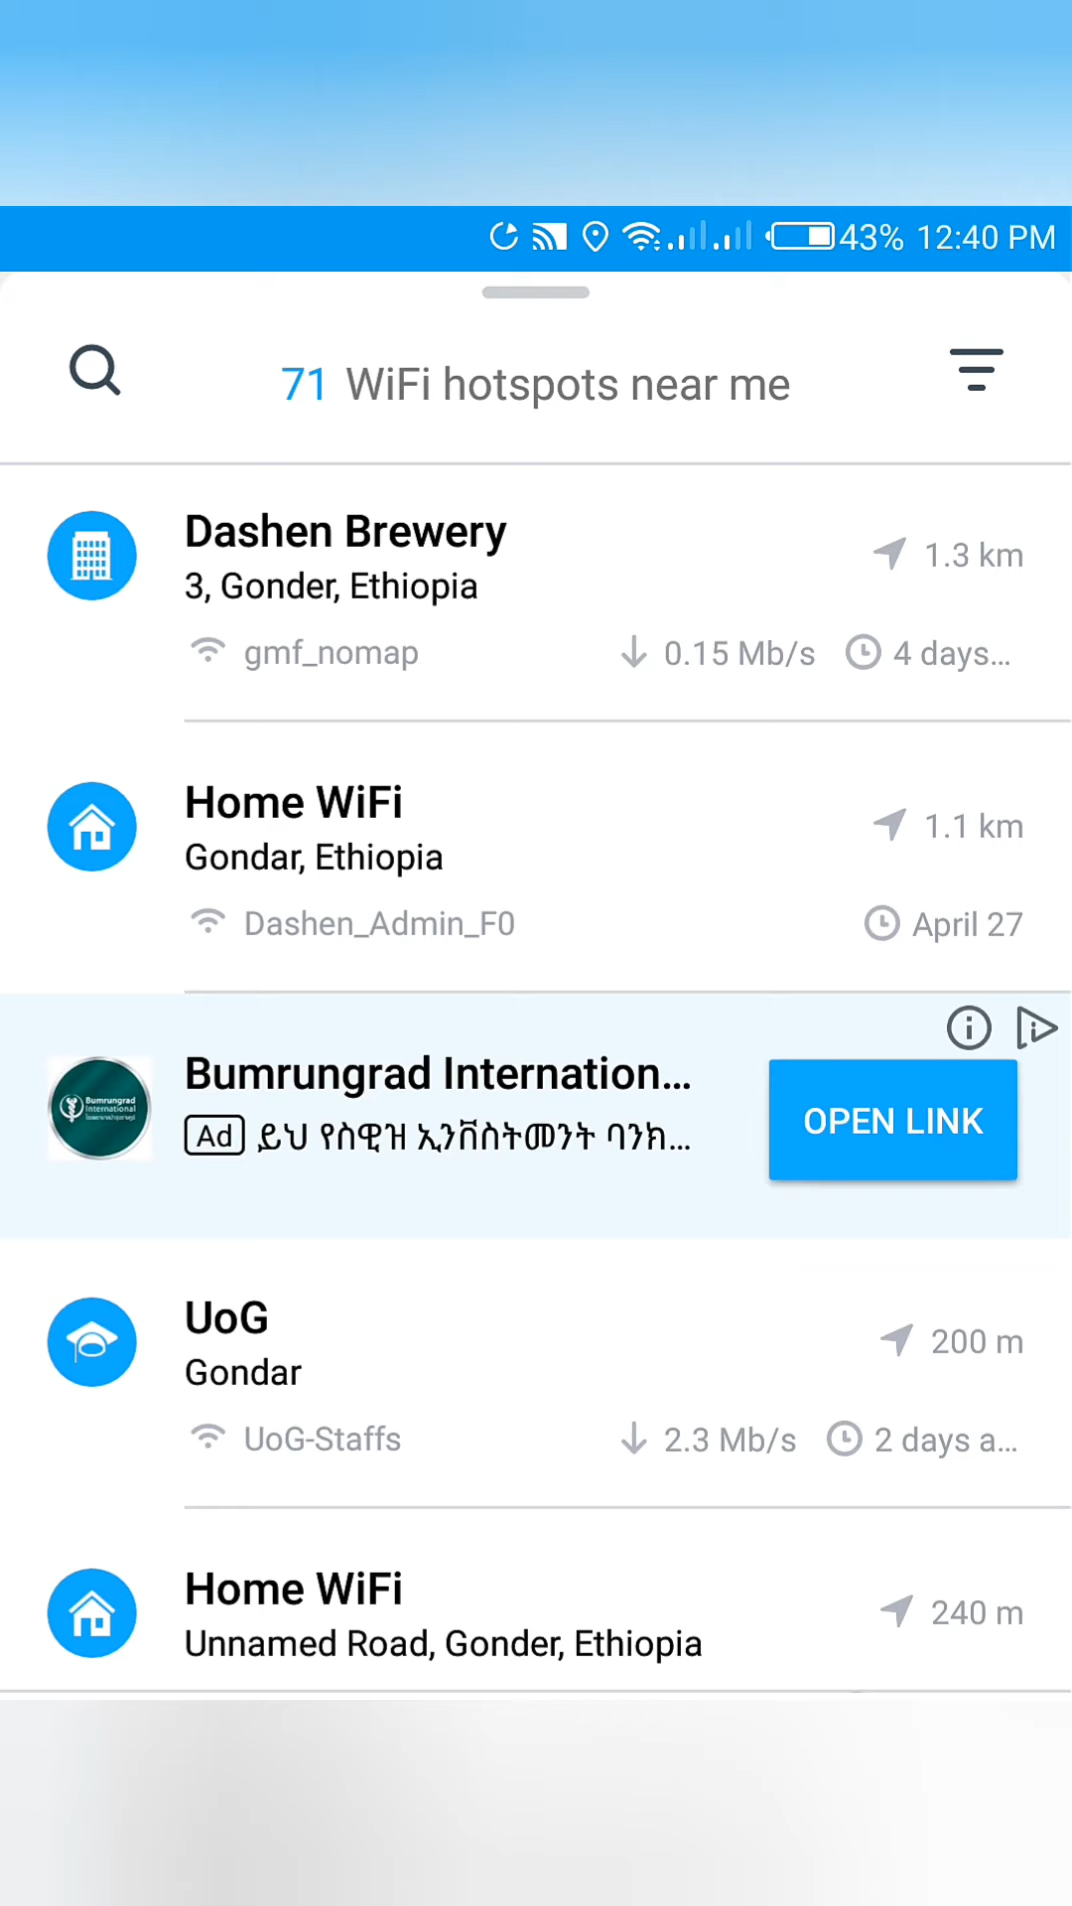 43% 12:40 PM
71 WiFi hotspots near me
Dashen Brewery
3, Gonder, Ethiopia
1.3 km
gmf_nomap
0.15 Mb/s
4 days...
Home WiFi
Gondar, Ethiopia
1.1 km
Dashen_Admin_F0
April 27
Bumrungrad
International
Bumrungrad Internation...
Ad ይህ የስዊዝ ኢንቨስትመንት ባንክ...
OPEN LINK
UoG
Gondar
200 m
UoG-Staffs
2.3 Mb/s
2 days a...
Home WiFi
Unnamed Road, Gonder, Ethiopia
240 m